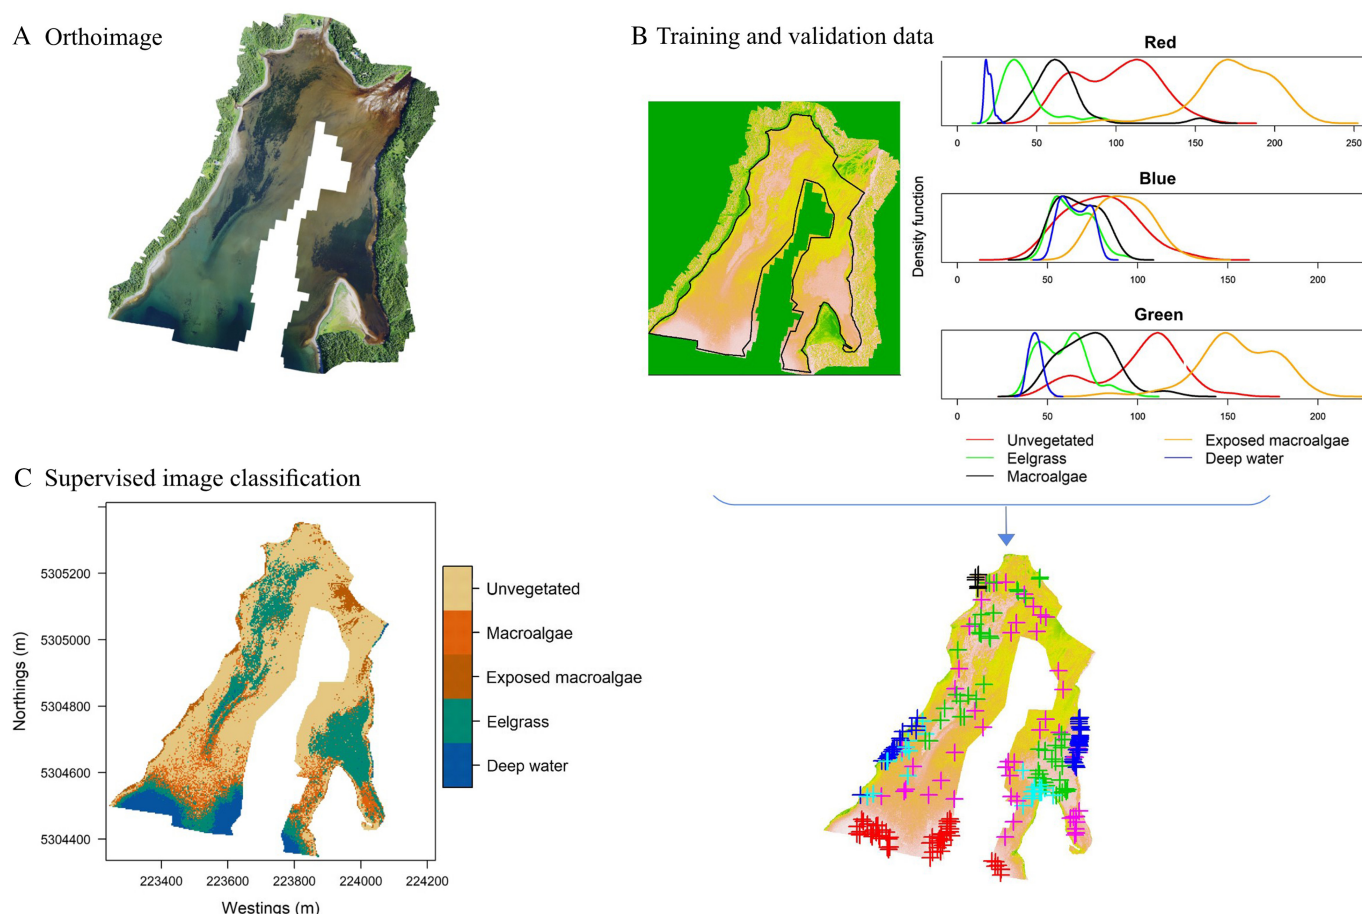 A Orthoimage
B Training and validation data
Red
0 50 100 150 200 250
Blue
50 100 150 200
Density function
Green
0 50 100 150 200
Unvegetated
Exposed macroalgae
Eelgrass
Deep water
Macroalgae
C Supervised image classification
5305200
5305000
5304800
5304600
5304400
Northings (m)
223400 223600 223800 224000 224200
Westings (m)
Unvegetated
Macroalgae
Exposed macroalgae
Eelgrass
Deep water